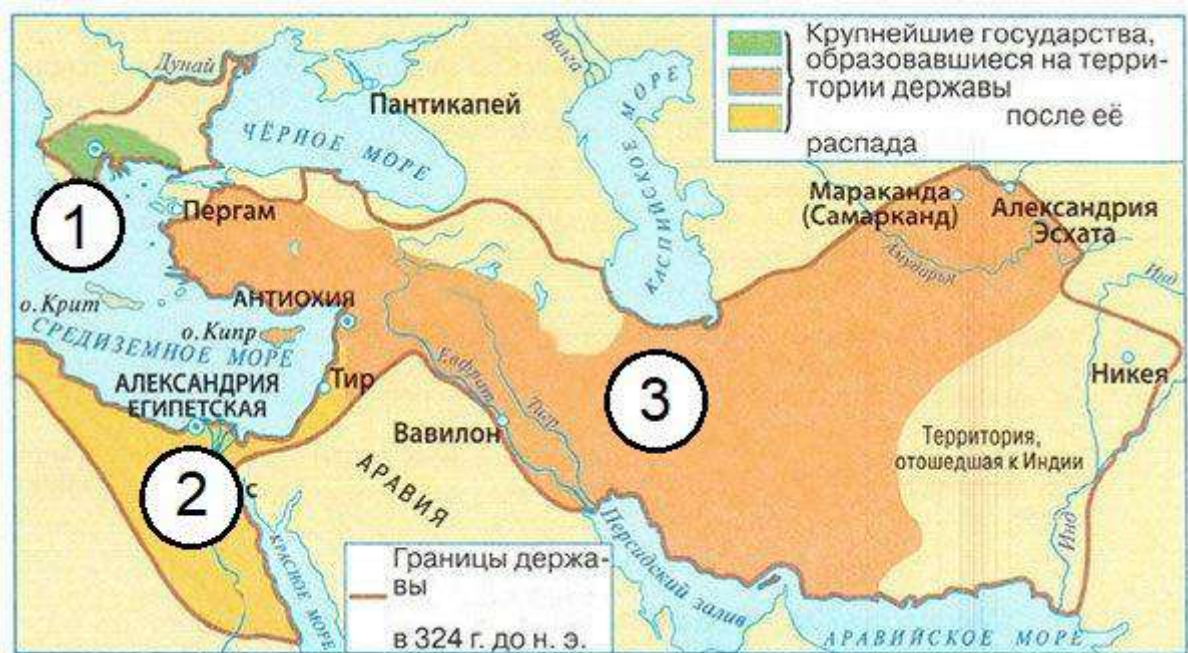 Крупнейшие государства,
образовавшиеся на терри-
тории державы
после её
распада
Дунай
Волга
Пантикапей
ЧЁРНОЕ МОРЕ
КАСПИЙСКОЕ МОРЕ
Мараканда
(Самарканд)
Александрия
Эсхата
Амударья
Инд
1
Пергам
АНТИОХИЯ
о.Крит
о.Кипр
СРЕДИЗЕМНОЕ МОРЕ
АЛЕКСАНДРИЯ
ЕГИПЕТСКАЯ
Тир
Евфрат
Тигр
3
Никея
Вавилон
Территория,
отошедшая к Индии
АРАВИЯ
2
с
КРАСНОЕ МОРЕ
Персидский залив
Инд
АРАВИЙСКОЕ МОРЕ
Границы держа-
вы
в 324 г. до н. э.